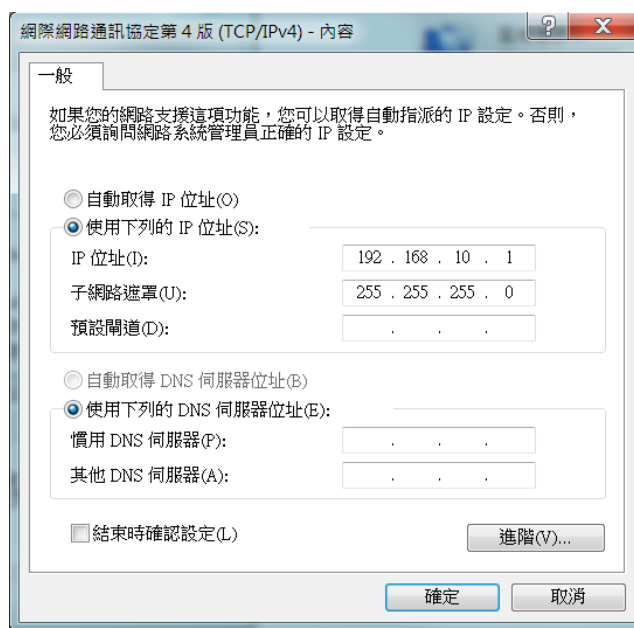 網際網路通訊協定第 4 版 (TCP/IPv4) - 內容
一般
如果您的網路支援這項功能，您可以取得自動指派的 IP 設定。否則，
您必須詢問網路系統管理員正確的 IP 設定。
自動取得 IP 位址(O)
使用下列的 IP 位址(S):
IP 位址(I): 192 . 168 . 10 . 1
子網路遮罩(U): 255 . 255 . 255 . 0
預設閘道(D): . . .
自動取得 DNS 伺服器位址(B)
使用下列的 DNS 伺服器位址(E):
慣用 DNS 伺服器(P): . . .
其他 DNS 伺服器(A): . . .
結束時確認設定(L)
進階(V)...
確定 取消